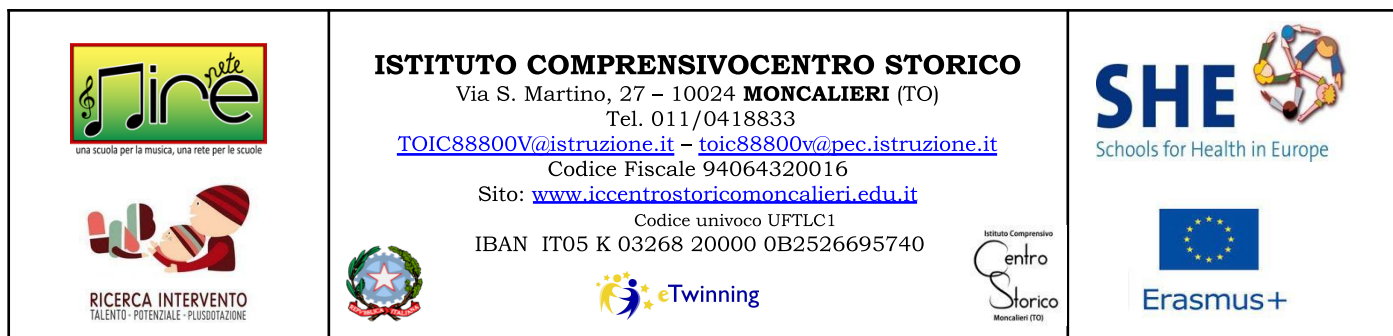 rete
Mirè
una scuola per la musica, una rete per le scuole
RICERCA INTERVENTO
TALENTO - POTENZIALE - PLUSDOTAZIONE
ISTITUTO COMPRENSIVOCENTRO STORICO
Via S. Martino, 27 – 10024 MONCALIERI (TO)
Tel. 011/0418833
TOIC88800V@istruzione.it – toic88800v@pec.istruzione.it
Codice Fiscale 94064320016
Sito: www.iccentrostoricomoncalieri.edu.it
Codice univoco UFTLC1
IBAN IT05 K 03268 20000 0B2526695740
REPVBBLICA ITALIANA
eTwinning
Istituto Comprensivo
Centro
Storico
Moncalieri (TO)
SHE
Schools for Health in Europe
Erasmus+